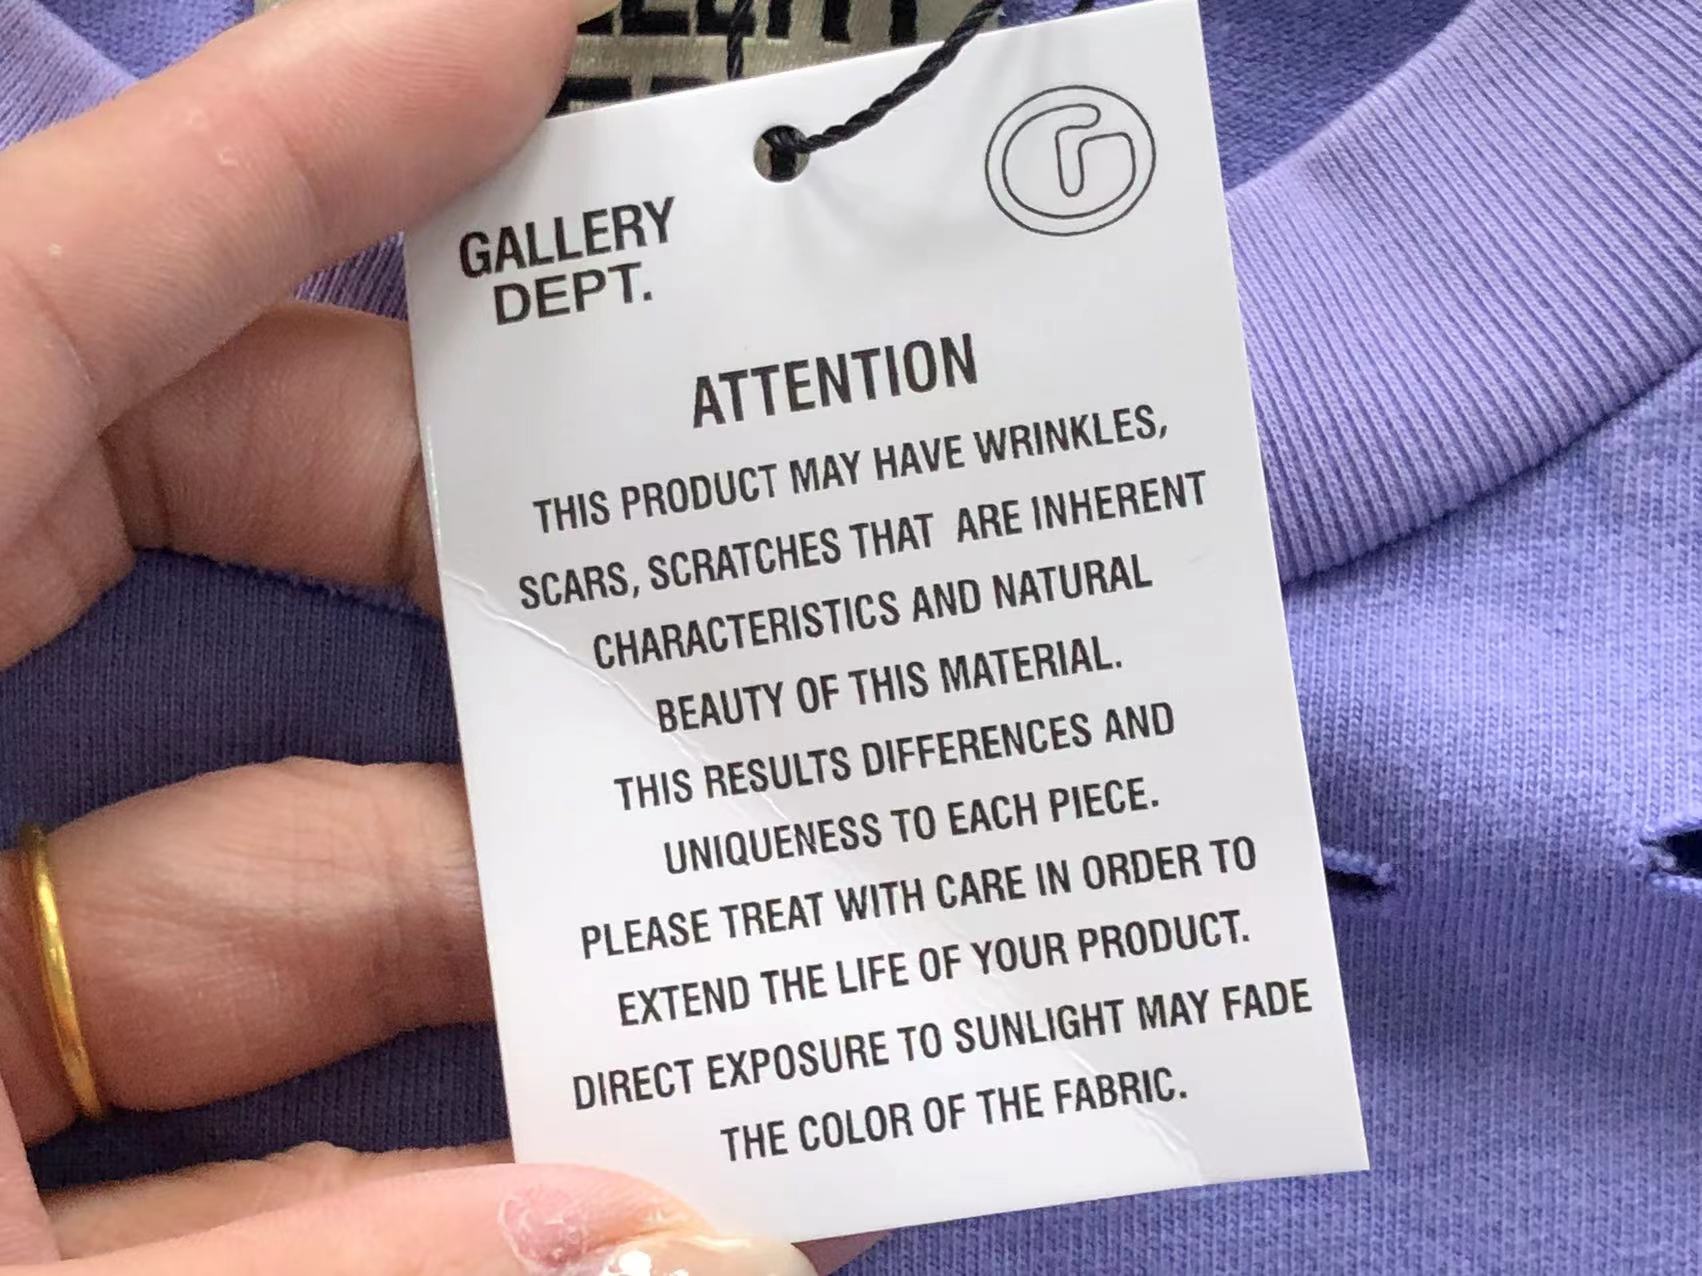 GALLERY
DEPT.
ATTENTION
THIS PRODUCT MAY HAVE WRINKLES,
SCARS, SCRATCHES THAT ARE INHERENT
CHARACTERISTICS AND NATURAL
BEAUTY OF THIS MATERIAL.
THIS RESULTS DIFFERENCES AND
UNIQUENESS TO EACH PIECE.
PLEASE TREAT WITH CARE IN ORDER TO
EXTEND THE LIFE OF YOUR PRODUCT.
DIRECT EXPOSURE TO SUNLIGHT MAY FADE
THE COLOR OF THE FABRIC.